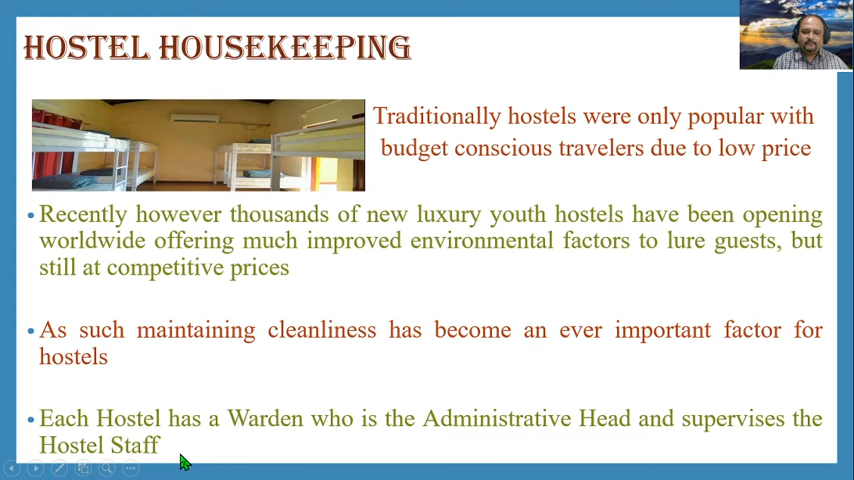 HOSTEL HOUSEKEEPING
Traditionally hostels were only popular with
budget conscious travelers due to low price
• Recently however thousands of new luxury youth hostels have been opening
worldwide offering much improved environmental factors to lure guests, but
still at competitive prices
• As such maintaining cleanliness has become an ever important factor for
hostels
• Each Hostel has a Warden who is the Administrative Head and supervises the
Hostel Staff